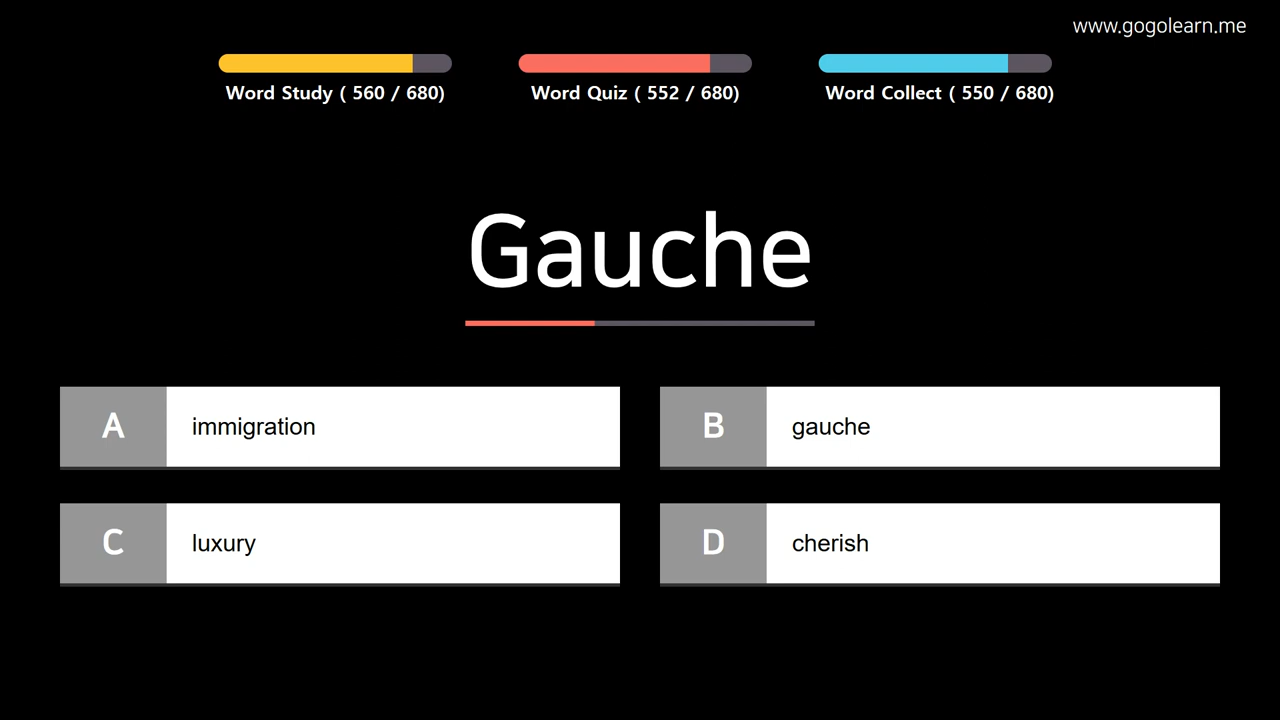 www.gogolearn.me
Word Study ( 560 / 680)
Word Quiz ( 552 / 680)
Word Collect ( 550 / 680)
Gauche
A immigration
B gauche
C luxury
D cherish